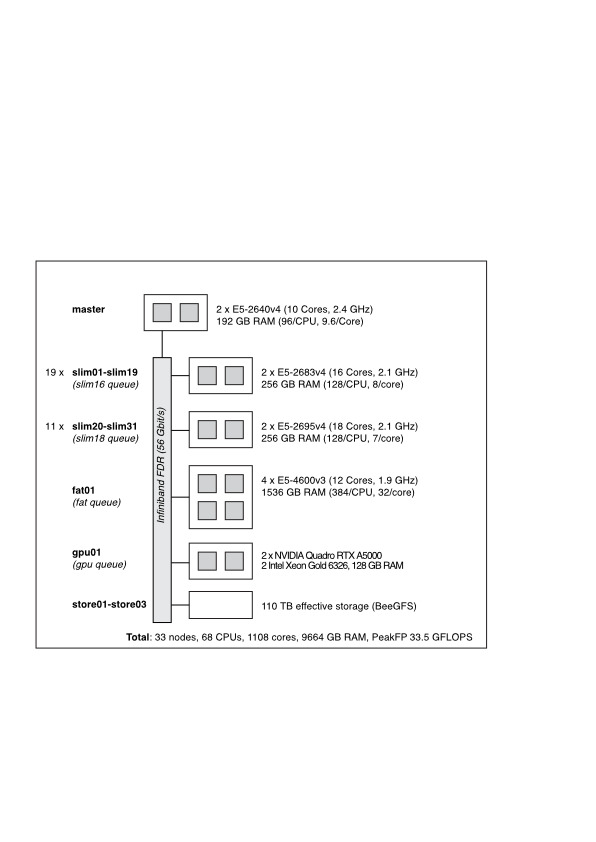 master
2 x E5-2640v4 (10 Cores, 2.4 GHz)
192 GB RAM (96/CPU, 9.6/Core)
19 x slim01-slim19
(slim16 queue)
2 x E5-2683v4 (16 Cores, 2.1 GHz)
256 GB RAM (128/CPU, 8/core)
11 x slim20-slim31
(slim18 queue)
2 x E5-2695v4 (18 Cores, 2.1 GHz)
256 GB RAM (128/CPU, 7/core)
Infiniband FDR (56 Gbit/s)
fat01
(fat queue)
4 x E5-4600v3 (12 Cores, 1.9 GHz)
1536 GB RAM (384/CPU, 32/core)
gpu01
(gpu queue)
2 x NVIDIA Quadro RTX A5000
2 Intel Xeon Gold 6326, 128 GB RAM
store01-store03
110 TB effective storage (BeeGFS)
Total: 33 nodes, 68 CPUs, 1108 cores, 9664 GB RAM, PeakFP 33.5 GFLOPS